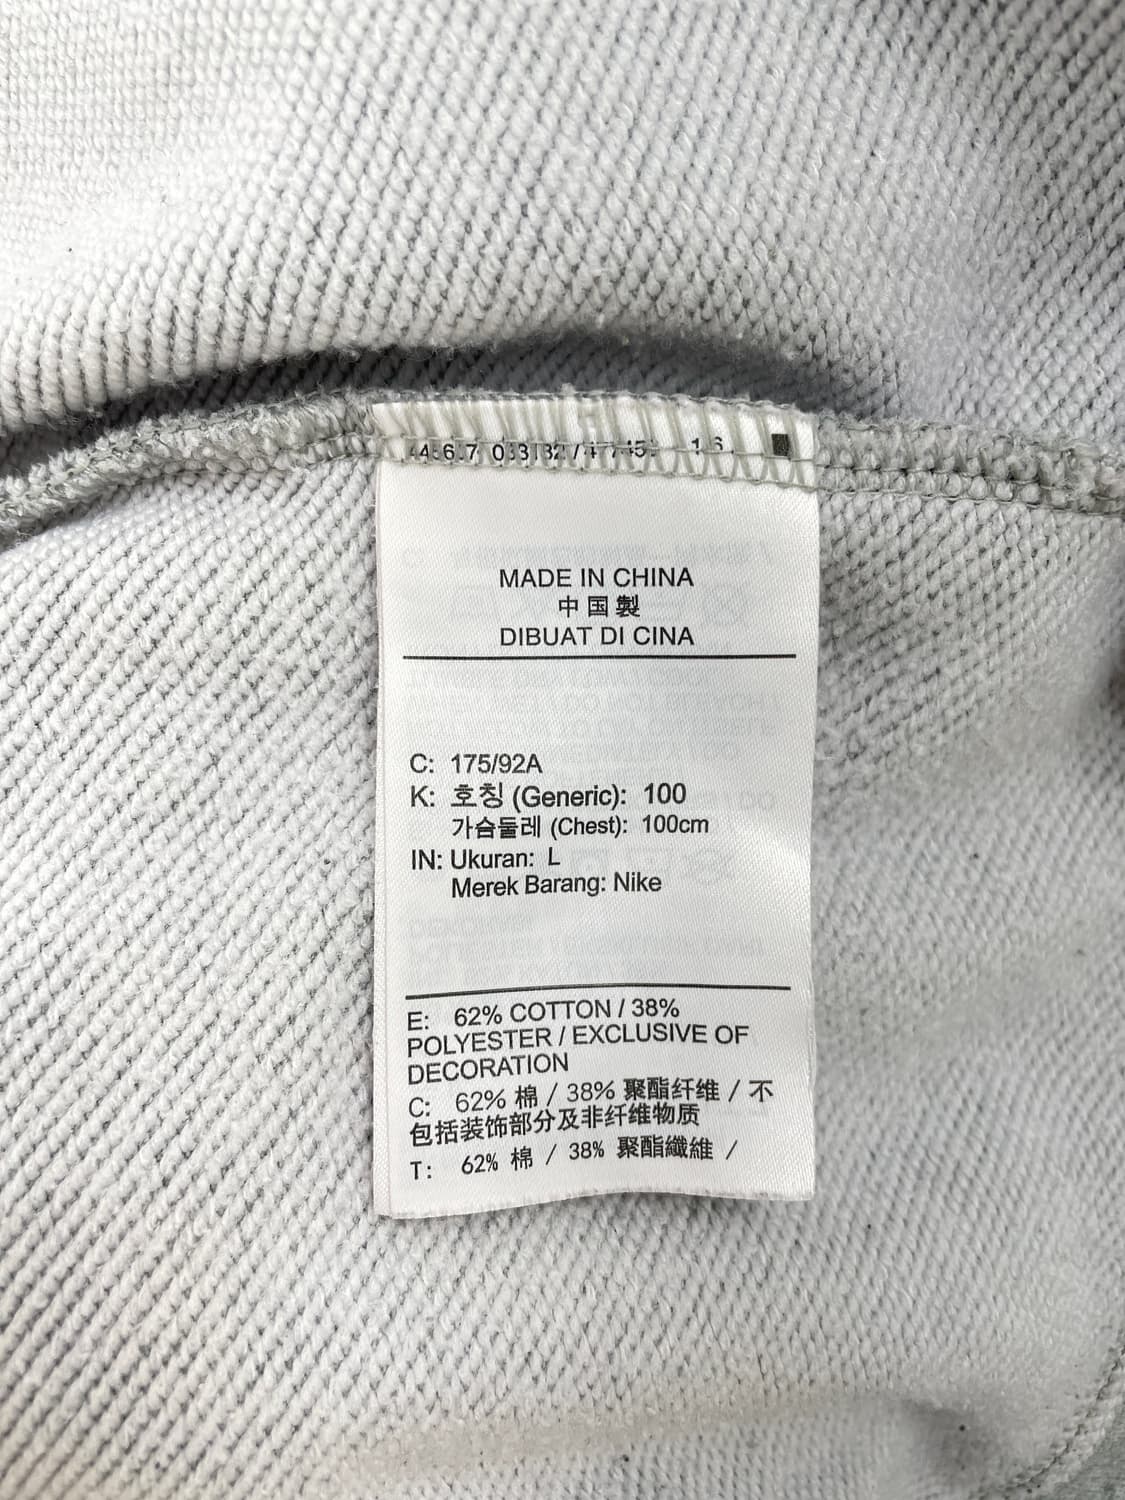 MADE IN CHINA
中国製
DIBUAT DI CINA
C: 175/92A
K: 호칭 (Generic): 100
가슴둘레 (Chest): 100cm
IN: Ukuran: L
Merek Barang: Nike
E: 62% COTTON / 38%
POLYESTER / EXCLUSIVE OF
DECORATION
C: 62% 棉 / 38% 聚酯纤维 / 不
包括装饰部分及非纤维物质
T: 62% 棉 / 38% 聚酯纖維 /